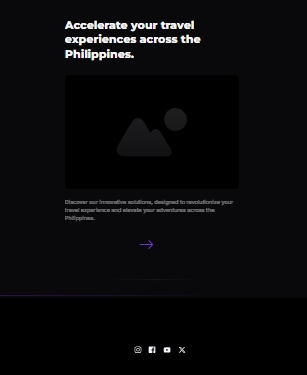 Accelerate your travel
experiences across the
Philippines.
Discover our innovative solutions, designed to revolutionize your
travel experience and elevate your adventures across the
Philippines.